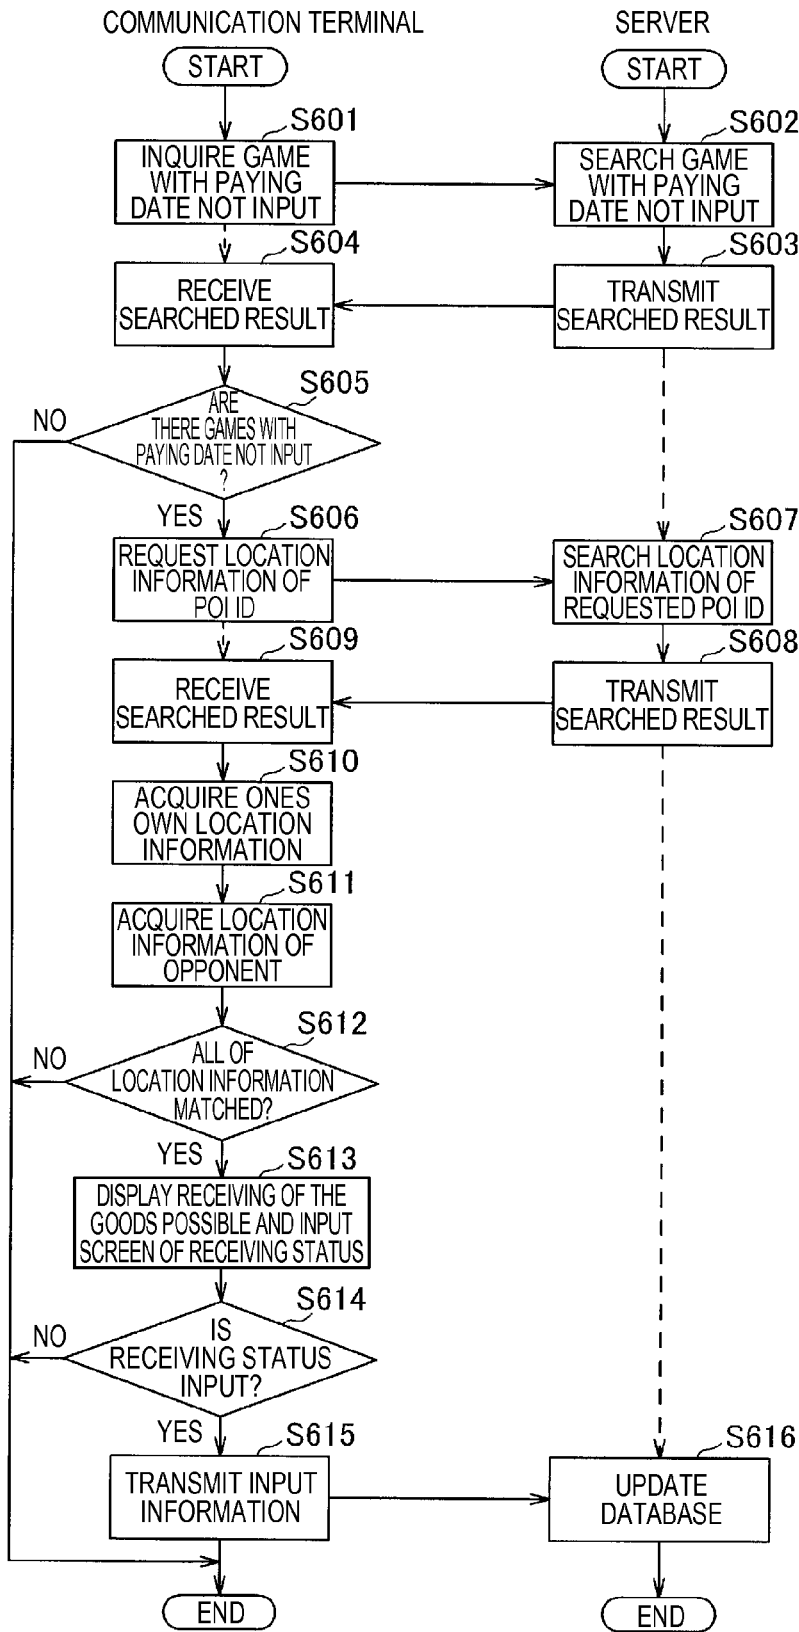 COMMUNICATION TERMINAL
SERVER
START
START
S601
INQUIRE GAME
WITH PAYING
DATE NOT INPUT
S602
SEARCH GAME
WITH PAYING
DATE NOT INPUT
S604
RECEIVE
SEARCHED RESULT
S603
TRANSMIT
SEARCHED RESULT
S605
ARE
THERE GAMES WITH
PAYING DATE NOT INPUT
?
NO
YES
S606
REQUEST LOCATION
INFORMATION OF
POI ID
S607
SEARCH LOCATION
INFORMATION OF
REQUESTED POI ID
S609
RECEIVE
SEARCHED RESULT
S608
TRANSMIT
SEARCHED RESULT
S610
ACQUIRE ONES
OWN LOCATION
INFORMATION
S611
ACQUIRE LOCATION
INFORMATION OF
OPPONENT
S612
ALL OF
LOCATION INFORMATION
MATCHED?
NO
YES
S613
DISPLAY RECEIVING OF THE
GOODS POSSIBLE AND INPUT
SCREEN OF RECEIVING STATUS
S614
IS
RECEIVING STATUS
INPUT?
NO
YES
S615
TRANSMIT INPUT
INFORMATION
S616
UPDATE
DATABASE
END
END